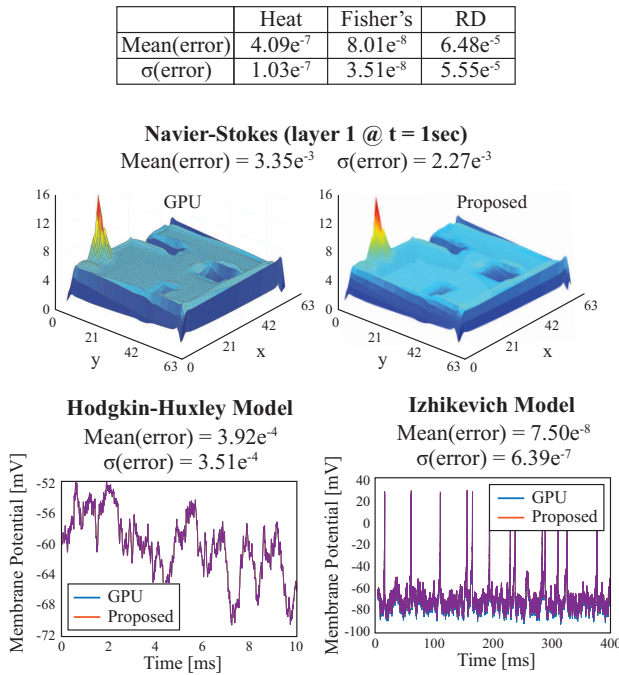 Heat Fisher's RD
Mean(error) 4.09e-7 8.01e-8 6.48e-5
σ(error) 1.03e-7 3.51e-8 5.55e-5
Navier-Stokes (layer 1 @ t = 1sec)
Mean(error) = 3.35e-3 σ(error) = 2.27e-3
16
12
8
4
0
GPU
0
21
42
63
y
0
21
42
63
x
16
12
8
4
0
Proposed
0
21
42
63
y
0
21
42
63
x
Hodgkin-Huxley Model
Mean(error) = 3.92e-4
σ(error) = 3.51e-4
Membrane Potential [mV]
-52
-56
-60
-64
-68
-72
GPU
Proposed
0 2 4 6 8 10
Time [ms]
Izhikevich Model
Mean(error) = 7.50e-8
σ(error) = 6.39e-7
Membrane Potential [mV]
40
20
0
-20
-40
-60
-80
-100
GPU
Proposed
0 100 200 300 400
Time [ms]